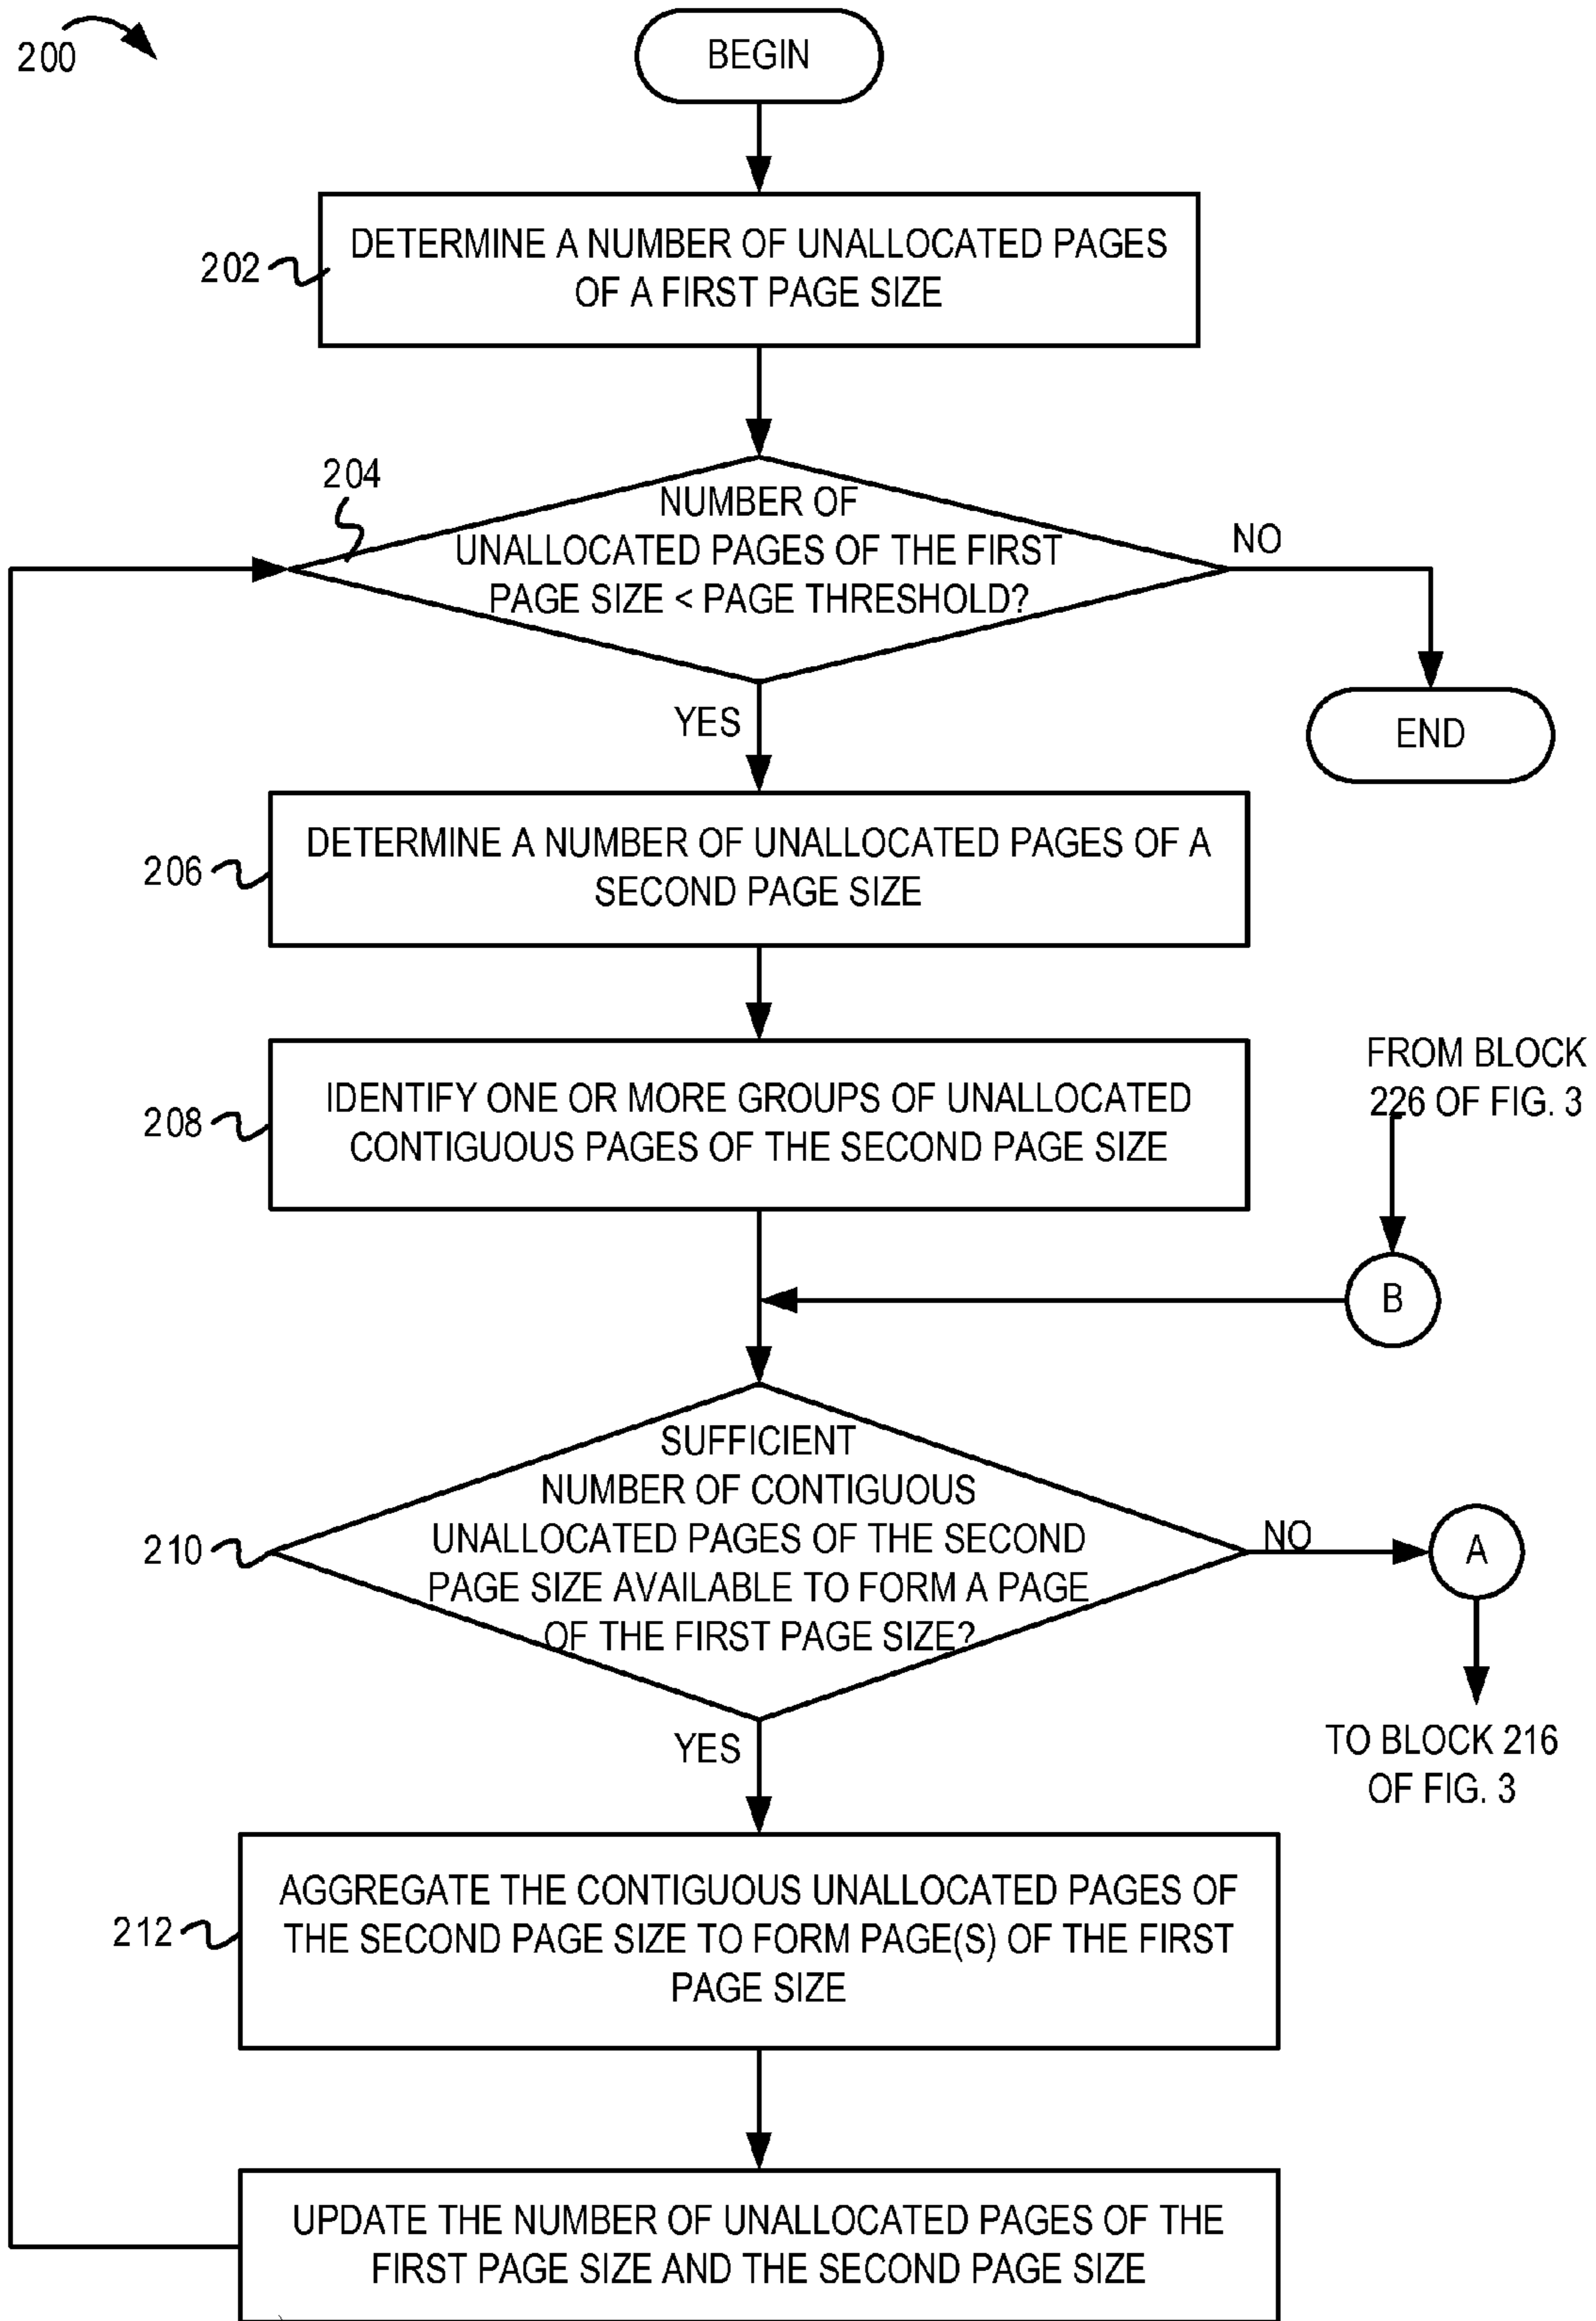 200
BEGIN
202
DETERMINE A NUMBER OF UNALLOCATED PAGES
OF A FIRST PAGE SIZE
204
NUMBER OF
UNALLOCATED PAGES OF THE FIRST
PAGE SIZE < PAGE THRESHOLD?
NO
END
YES
206
DETERMINE A NUMBER OF UNALLOCATED PAGES OF A
SECOND PAGE SIZE
208
IDENTIFY ONE OR MORE GROUPS OF UNALLOCATED
CONTIGUOUS PAGES OF THE SECOND PAGE SIZE
FROM BLOCK
226 OF FIG. 3
B
210
SUFFICIENT
NUMBER OF CONTIGUOUS
UNALLOCATED PAGES OF THE SECOND
PAGE SIZE AVAILABLE TO FORM A PAGE
OF THE FIRST PAGE SIZE?
NO
A
TO BLOCK 216
OF FIG. 3
YES
212
AGGREGATE THE CONTIGUOUS UNALLOCATED PAGES OF
THE SECOND PAGE SIZE TO FORM PAGE(S) OF THE FIRST
PAGE SIZE
UPDATE THE NUMBER OF UNALLOCATED PAGES OF THE
FIRST PAGE SIZE AND THE SECOND PAGE SIZE